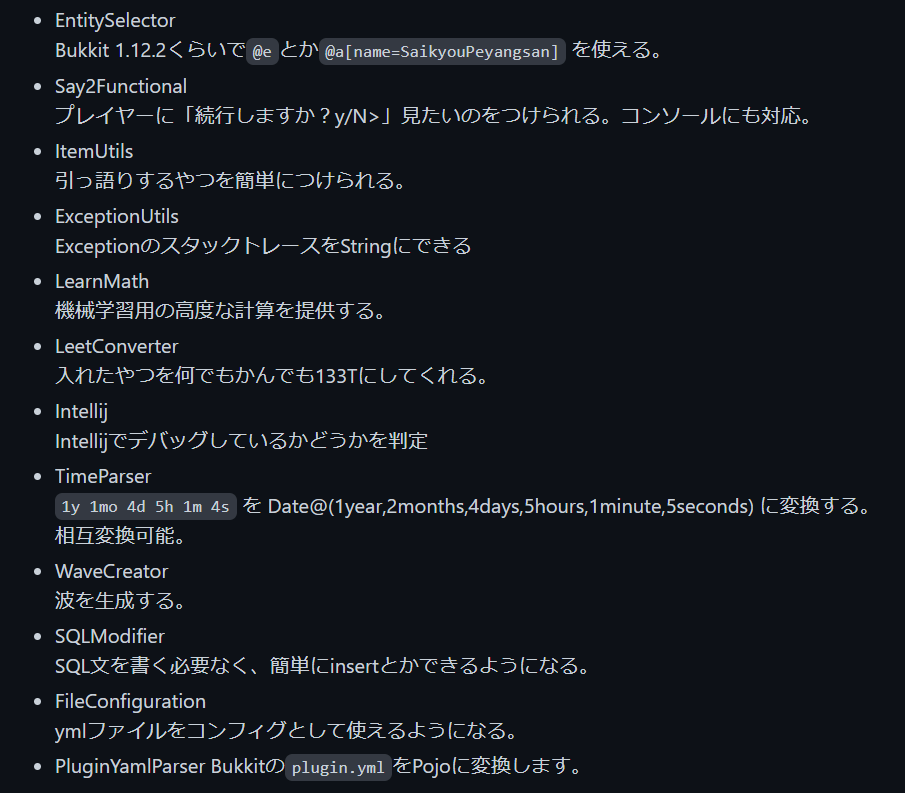 EntitySelector
Bukkit 1.12.2くらいで @e とか @a[name=SaikyouPeyangsan] を使える。
Say2Functional
プレイヤーに「続行しますか？y/N>」見たいのをつけられる。コンソールにも対応。
ItemUtils
引っ語りするやつを簡単につけられる。
ExceptionUtils
ExceptionのスタックトレースをStringにできる
LearnMath
機械学習用の高度な計算を提供する。
LeetConverter
入れたやつを何でもかんでも133Tにしてくれる。
Intellij
Intellijでデバッグしているかどうかを判定
TimeParser
1y 1mo 4d 5h 1m 4s を Date@(1year,2months,4days,5hours,1minute,5seconds) に変換する。
相互変換可能。
WaveCreator
波を生成する。
SQLModifier
SQL文を書く必要なく、簡単にinsertとかできるようになる。
FileConfiguration
ymlファイルをコンフィグとして使えるようになる。
PluginYamlParser Bukkitの plugin.yml をPojoに変換します。